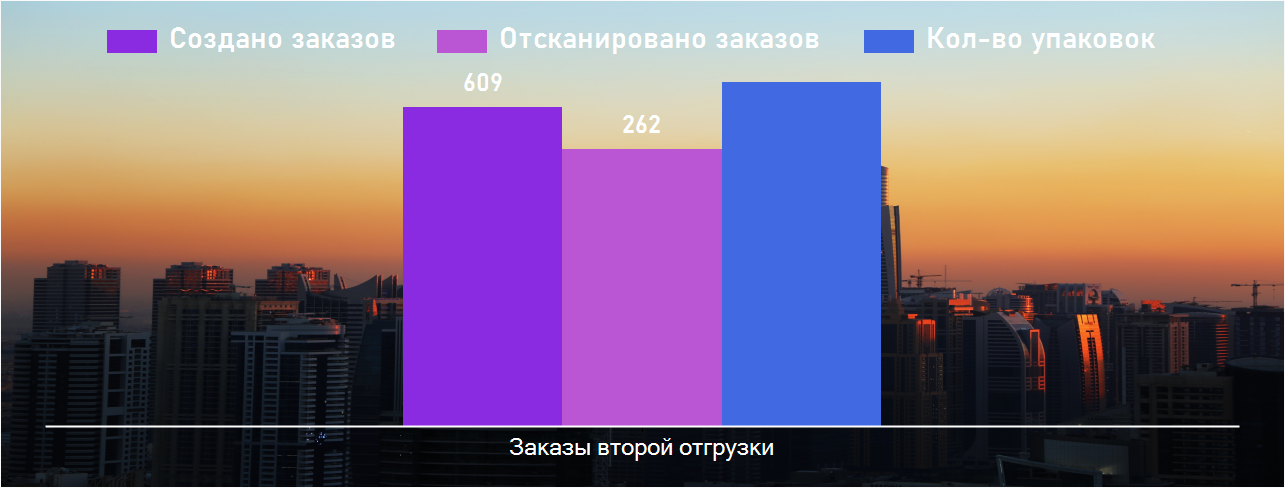 Создано заказов Отсканировано заказов Кол-во упаковок
609
262
Заказы второй отгрузки